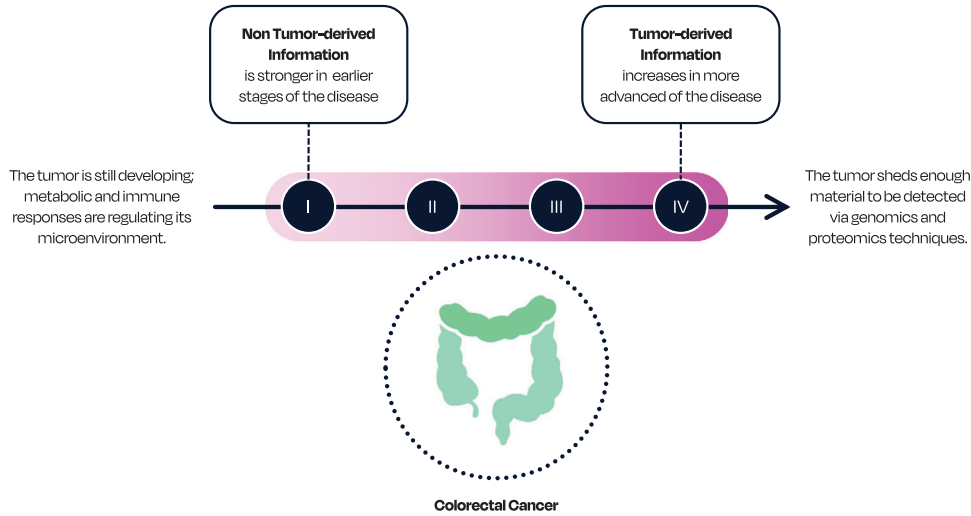 Non Tumor-derived
Information
is stronger in earlier
stages of the disease
Tumor-derived
Information
increases in more
advanced of the disease
The tumor is still developing;
metabolic and immune
responses are regulating its
microenvironment.
I
II
III
IV
The tumor sheds enough
material to be detected
via genomics and
proteomics techniques.
Colorectal Cancer